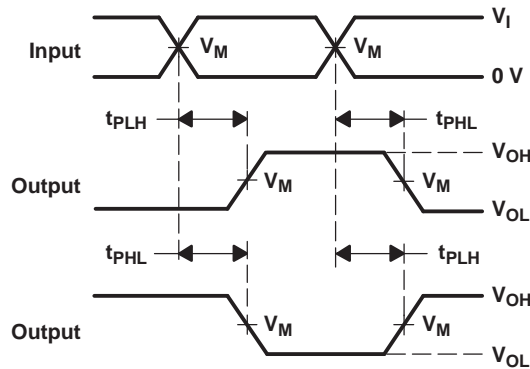 V_I
Input V_M V_M
0 V
t_PLH t_PHL
V_OH
Output V_M V_M
V_OL
t_PHL t_PLH
V_OH
Output V_M V_M
V_OL